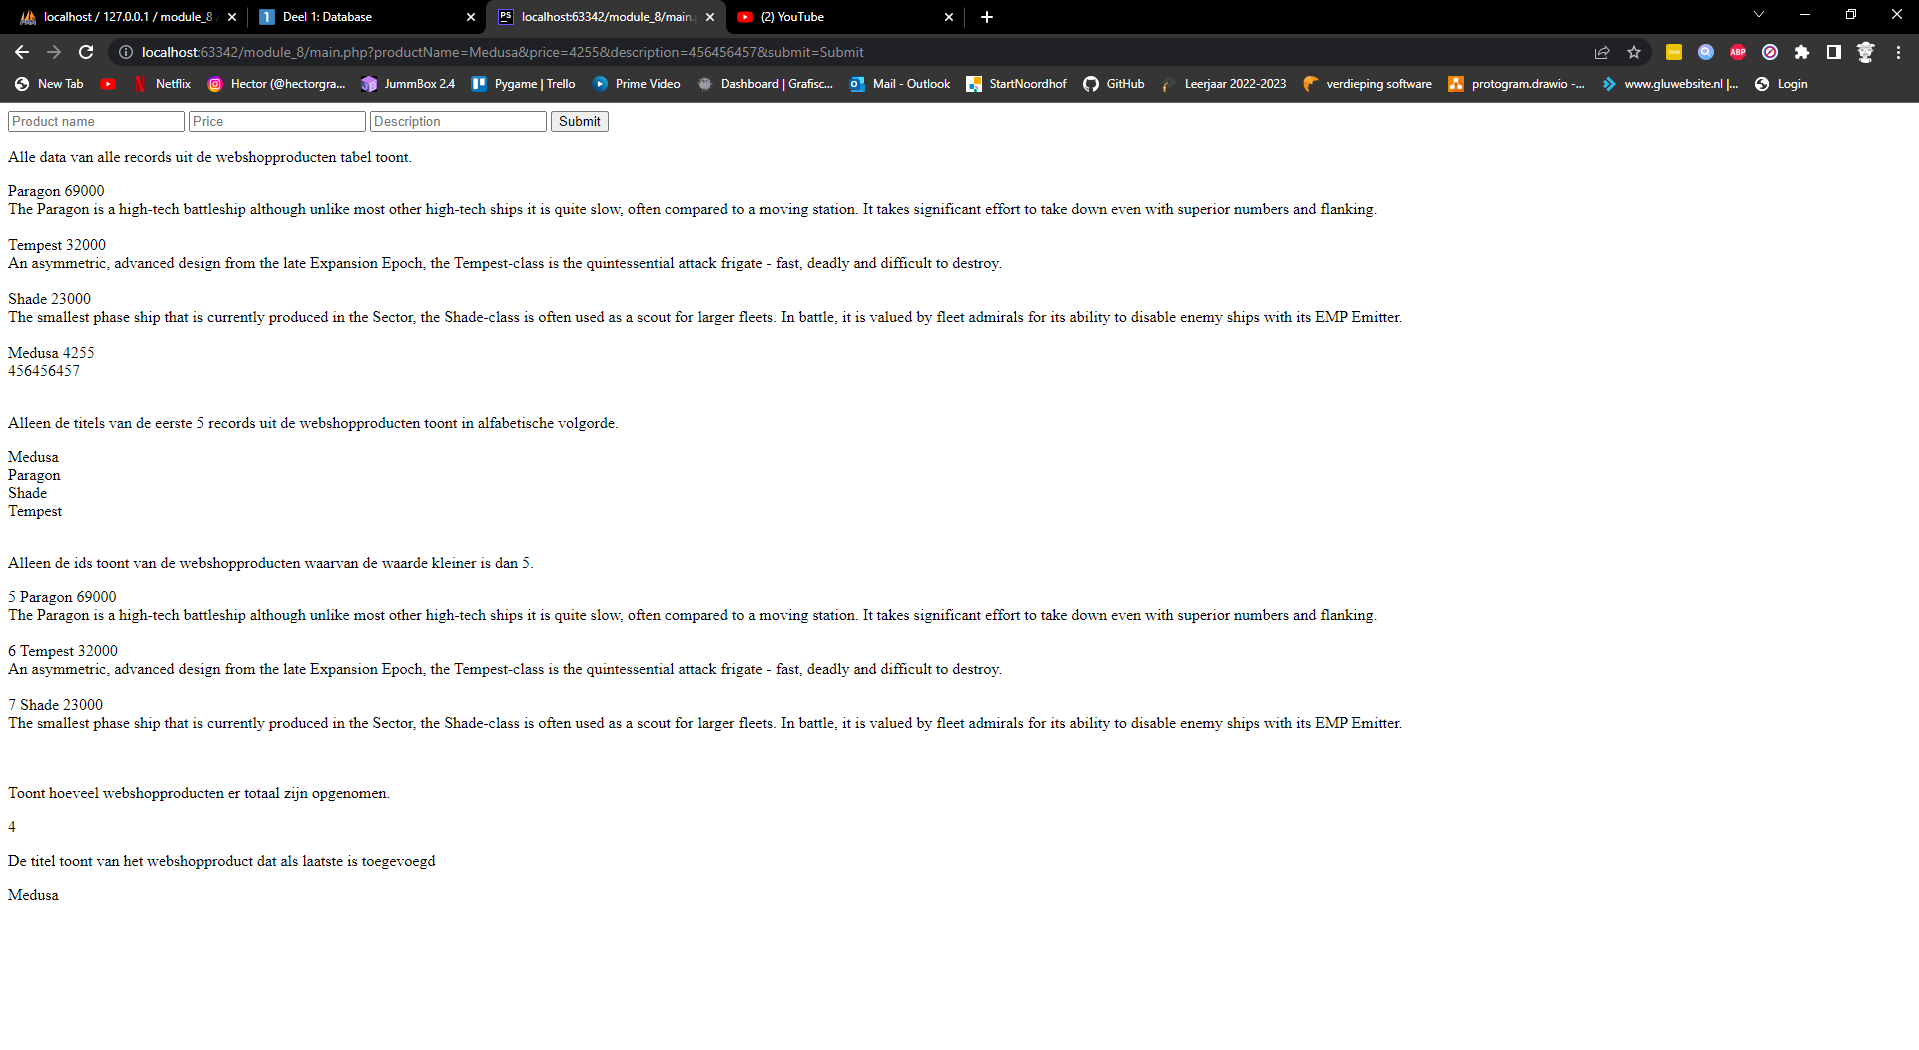 localhost / 127.0.0.1 / module_8
Deel 1: Database
PS
localhost:63342/module_8/main.p
(2) YouTube
localhost:63342/module_8/main.php?productName=Medusa&price=4255&description=456456457&submit=Submit
ABP
New Tab
Netflix
Hector (@hectorgra...
JummBox 2.4
Pygame | Trello
Prime Video
Dashboard | Grafisc...
Mail - Outlook
StartNoordhof
GitHub
Leerjaar 2022-2023
verdieping software
protogram.drawio -...
www.gluwebsite.nl |...
Login
Product name Price Description Submit
Alle data van alle records uit de webshopproducten tabel toont.
Paragon 69000
The Paragon is a high-tech battleship although unlike most other high-tech ships it is quite slow, often compared to a moving station. It takes significant effort to take down even with superior numbers and flanking.
Tempest 32000
An asymmetric, advanced design from the late Expansion Epoch, the Tempest-class is the quintessential attack frigate - fast, deadly and difficult to destroy.
Shade 23000
The smallest phase ship that is currently produced in the Sector, the Shade-class is often used as a scout for larger fleets. In battle, it is valued by fleet admirals for its ability to disable enemy ships with its EMP Emitter.
Medusa 4255
456456457
Alleen de titels van de eerste 5 records uit de webshopproducten toont in alfabetische volgorde.
Medusa
Paragon
Shade
Tempest
Alleen de ids toont van de webshopproducten waarvan de waarde kleiner is dan 5.
5 Paragon 69000
The Paragon is a high-tech battleship although unlike most other high-tech ships it is quite slow, often compared to a moving station. It takes significant effort to take down even with superior numbers and flanking.
6 Tempest 32000
An asymmetric, advanced design from the late Expansion Epoch, the Tempest-class is the quintessential attack frigate - fast, deadly and difficult to destroy.
7 Shade 23000
The smallest phase ship that is currently produced in the Sector, the Shade-class is often used as a scout for larger fleets. In battle, it is valued by fleet admirals for its ability to disable enemy ships with its EMP Emitter.
Toont hoeveel webshopproducten er totaal zijn opgenomen.
4
De titel toont van het webshopproduct dat als laatste is toegevoegd
Medusa